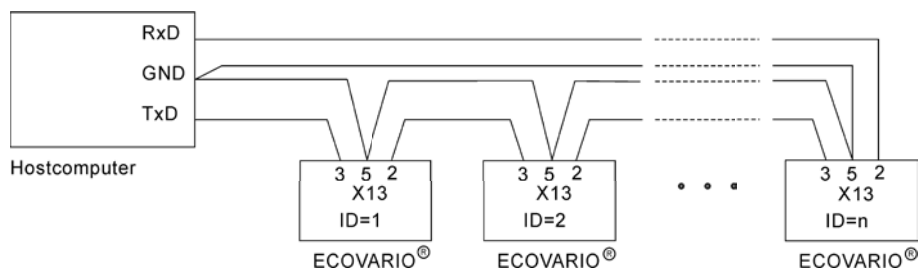 RxD
GND
TxD
Hostcomputer
3 5 2
X13
ID=1
ECOVARIO®
3 5 2
X13
ID=2
ECOVARIO®
3 5 2
X13
ID=n
ECOVARIO®